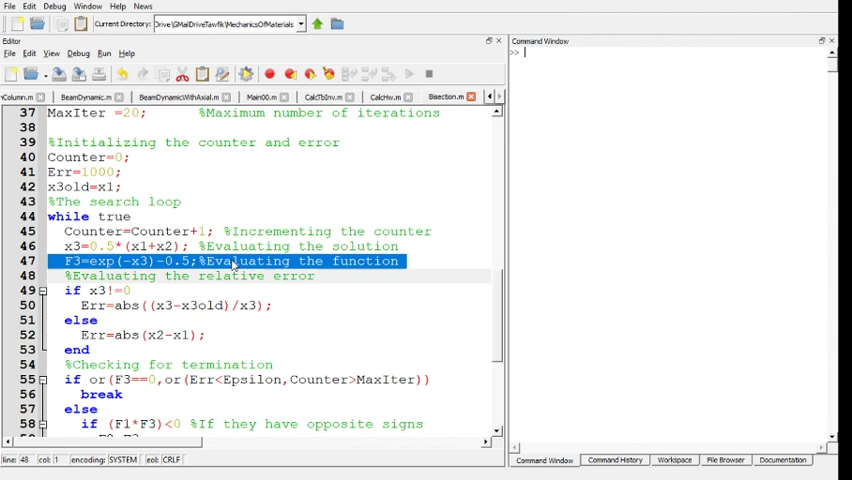 File Edit View Debug Window Help News
Current Directory: Drive/GMailDriveTawfik/MechanicsOfMaterials
Editor
File Edit View Debug Run Help
nColumn.m BeamDynamic.m BeamDynamicWithAxial.m Main00.m CalcTbInv.m CalcHw.m Bisection.m
37 MaxIter =20; %Maximum number of iterations
38
39 %Initializing the counter and error
40 Counter=0;
41 Err=1000;
42 x3old=x1;
43 %The search loop
44 while true
45 Counter=Counter+1; %Incrementing the counter
46 x3=0.5*(x1+x2); %Evaluating the solution
47 F3=exp(-x3)-0.5;%Evaluating the function
48 %Evaluating the relative error
49 if x3!=0
50 Err=abs((x3-x3old)/x3);
51 else
52 Err=abs(x2-x1);
53 end
54 %Checking for termination
55 if or(F3==0,or(Err<Epsilon,Counter>MaxIter))
56 break
57 else
58 if (F1*F3)<0 %If they have opposite signs
line: 48 col: 1 encoding: SYSTEM eol: CRLF
Command Window
>>
Command Window Command History Workspace File Browser Documentation